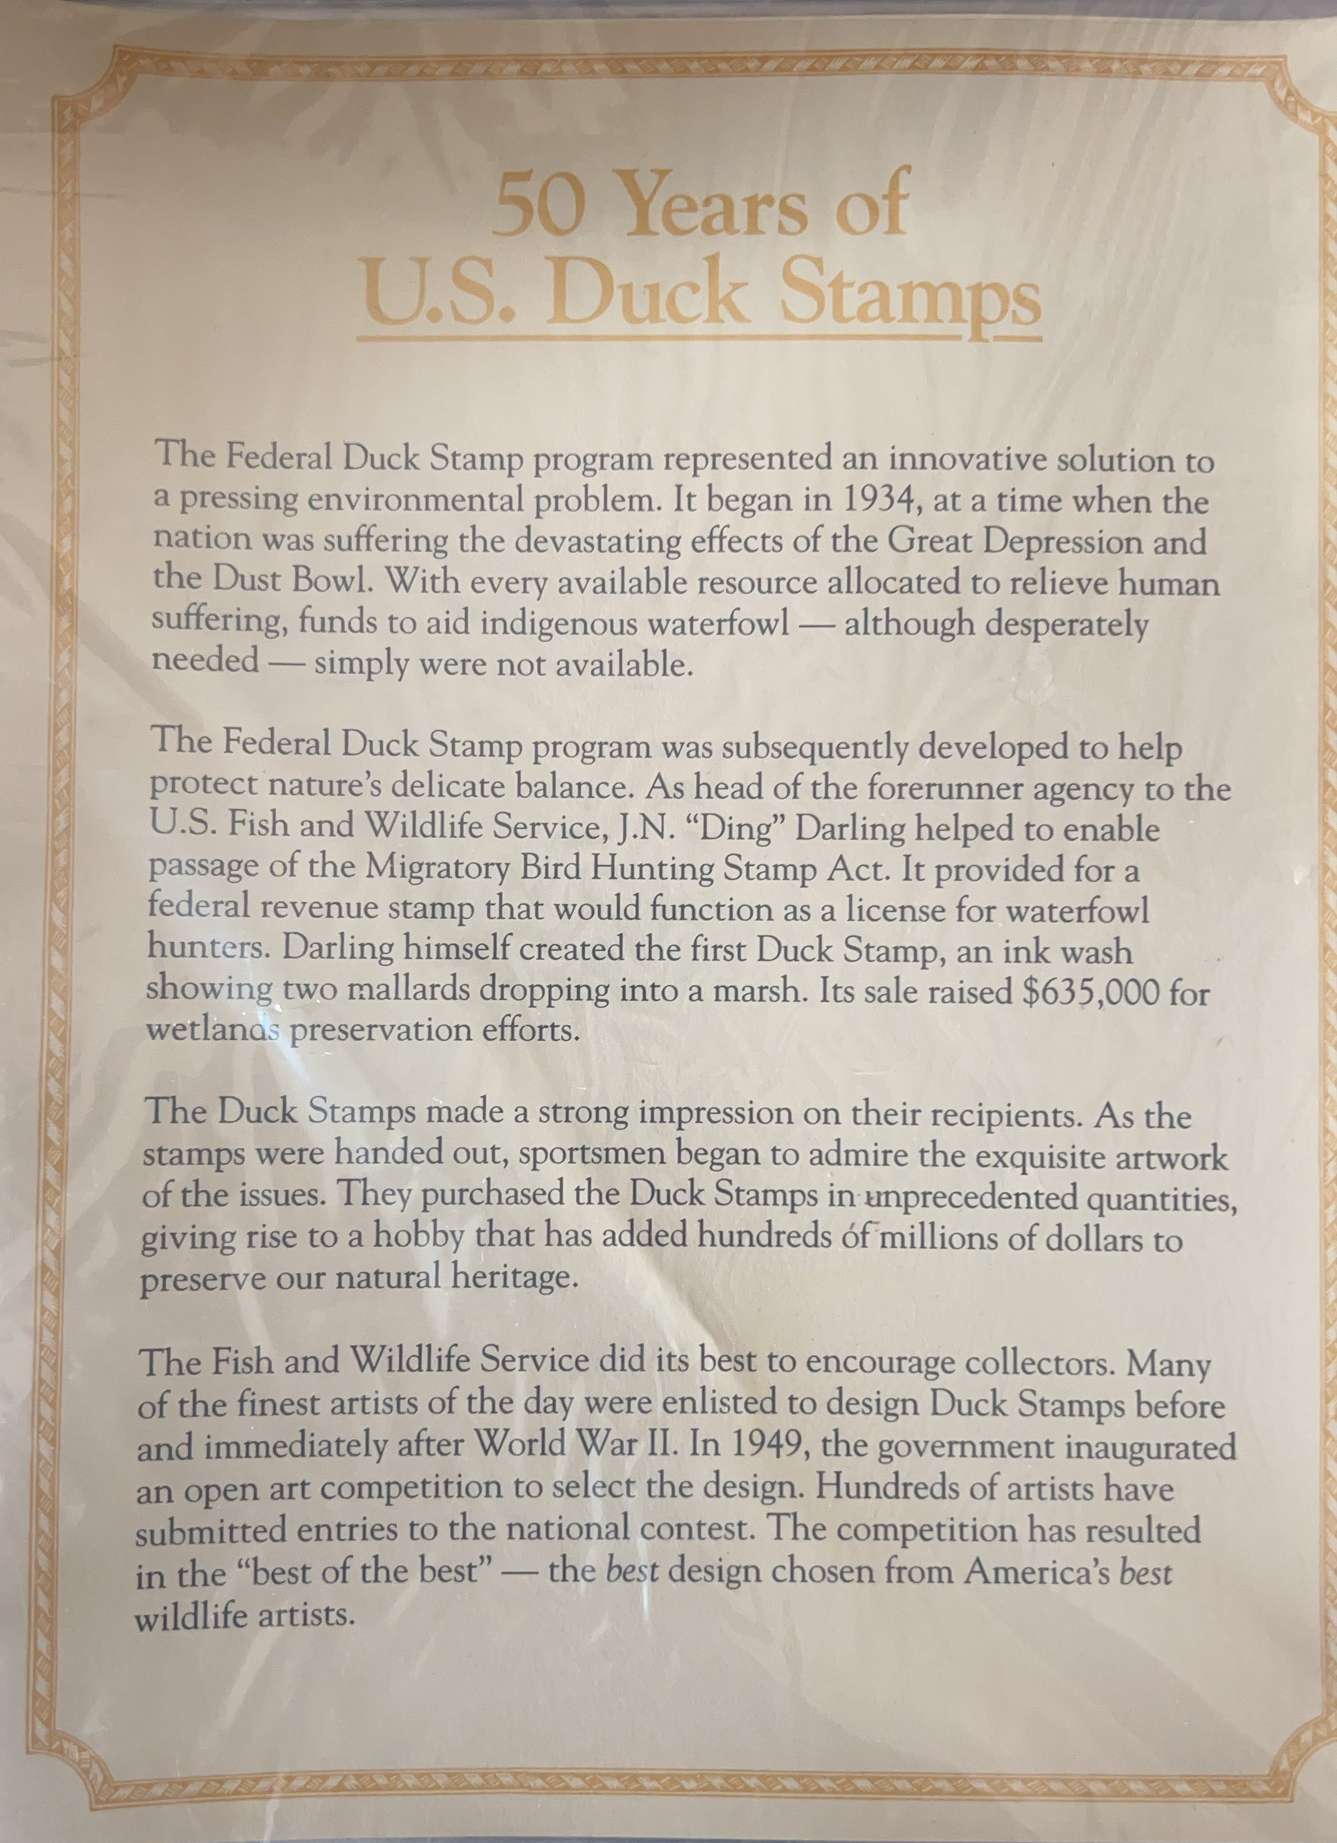 50 Years of
U.S. Duck Stamps
The Federal Duck Stamp program represented an innovative solution to
a pressing environmental problem. It began in 1934, at a time when the
nation was suffering the devastating effects of the Great Depression and
the Dust Bowl. With every available resource allocated to relieve human
suffering, funds to aid indigenous waterfowl — although desperately
needed — simply were not available.
The Federal Duck Stamp program was subsequently developed to help
protect nature's delicate balance. As head of the forerunner agency to the
U.S. Fish and Wildlife Service, J.N. “Ding” Darling helped to enable
passage of the Migratory Bird Hunting Stamp Act. It provided for a
federal revenue stamp that would function as a license for waterfowl
hunters. Darling himself created the first Duck Stamp, an ink wash
showing two mallards dropping into a marsh. Its sale raised $635,000 for
wetlands preservation efforts.
The Duck Stamps made a strong impression on their recipients. As the
stamps were handed out, sportsmen began to admire the exquisite artwork
of the issues. They purchased the Duck Stamps in unprecedented quantities,
giving rise to a hobby that has added hundreds of millions of dollars to
preserve our natural heritage.
The Fish and Wildlife Service did its best to encourage collectors. Many
of the finest artists of the day were enlisted to design Duck Stamps before
and immediately after World War II. In 1949, the government inaugurated
an open art competition to select the design. Hundreds of artists have
submitted entries to the national contest. The competition has resulted
in the “best of the best” — the best design chosen from America's best
wildlife artists.